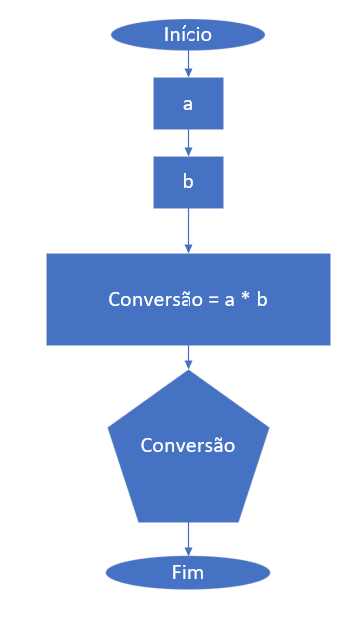 Início
a
b
Conversão = a * b
Conversão
Fim